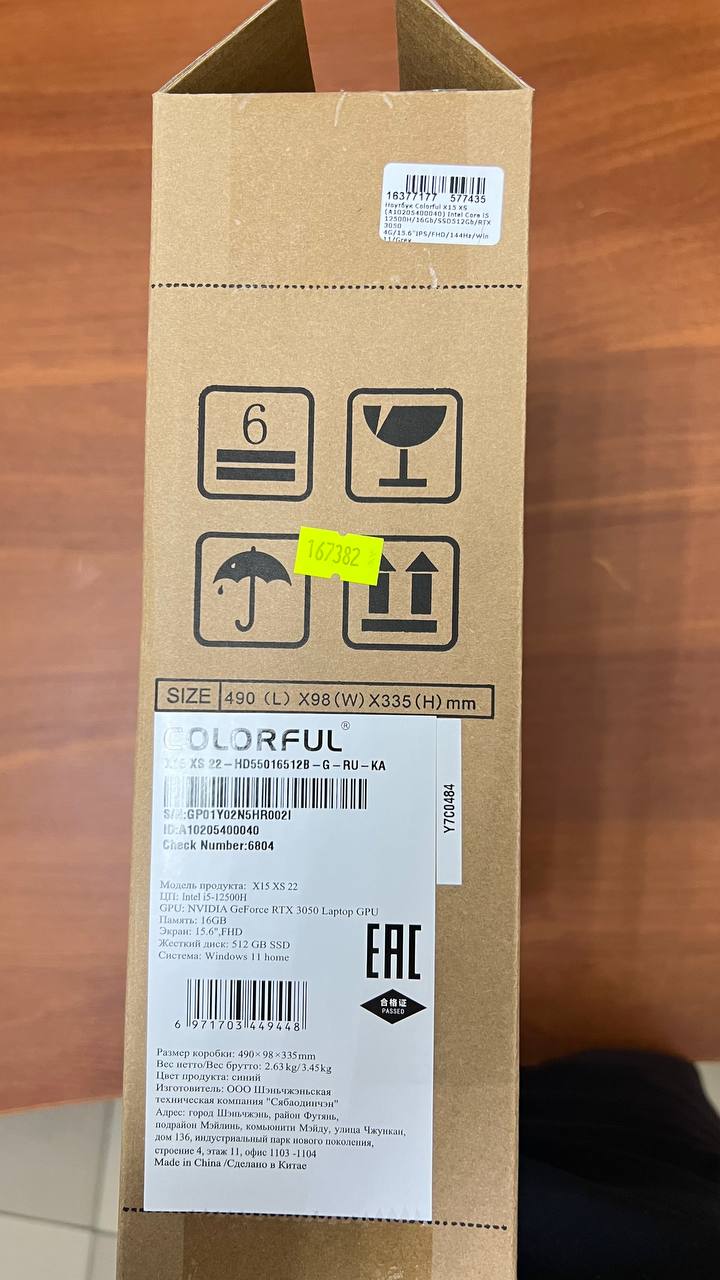 16377177 577435
Ноутбук Colorful X15 XS
(A10205400040) Intel Core i5
12500H/16Gb/SSD512Gb/RTX
3050
4G/15.6"IPS/FHD/144Hz/Win
11/Grey
6
167382
SIZE 490 (L) X98(W)X335(H)mm
COLORFUL®
X15 XS 22-HD55016512B-G-RU-KA
S/N:GP01Y02N5HR002I
ID:A10205400040
Check Number:6804
Y7C0484
Модель продукта: X15 XS 22
ЦП: Intel i5-12500H
GPU: NVIDIA GeForce RTX 3050 Laptop GPU
Память: 16GB
Экран: 15.6",FHD
Жесткий диск: 512 GB SSD
Система: Windows 11 home
EAC
合格证
PASSED
6 971703 449448
Размер коробки: 490×98×335mm
Вес нетто/Вес брутто: 2.63kg/3.45kg
Цвет продукта: синий
Изготовитель: ООО Шэньчжэньская
техническая компания "Сябаодинчэн"
Адрес: город Шэньчжэнь, район Футянь,
подрайон Мэйлинь, комьюнити Мэйду, улица Чжункан,
дом 136, индустриальный парк нового поколения,
строение 4, этаж 11, офис 1103 -1104
Made in China /Сделано в Китае